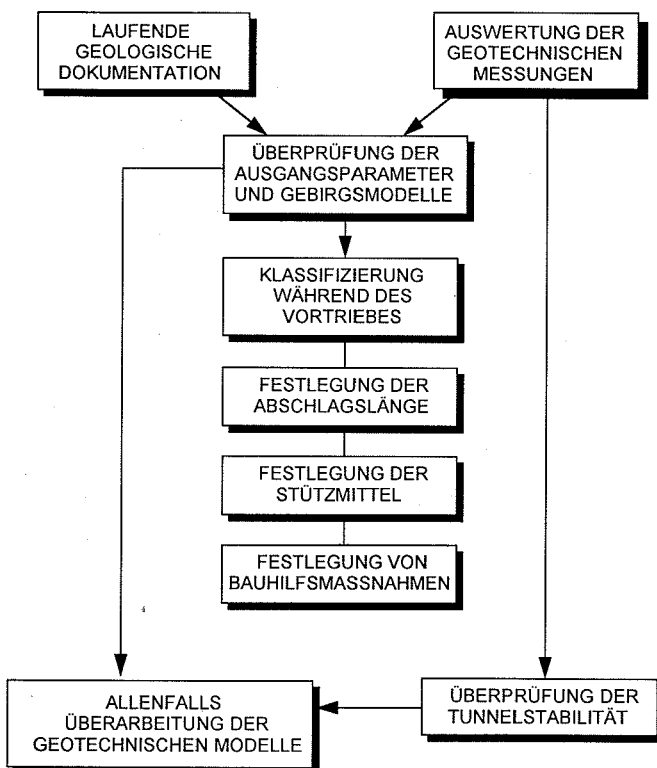 LAUFENDE
GEOLOGISCHE
DOKUMENTATION
AUSWERTUNG DER
GEOTECHNISCHEN
MESSUNGEN
ÜBERPRÜFUNG DER
AUSGANGSPARAMETER
UND GEBIRGSMODELLE
KLASSIFIZIERUNG
WÄHREND DES
VORTRIEBES
FESTLEGUNG DER
ABSCHLAGSLÄNGE
FESTLEGUNG DER
STÜTZMITTEL
FESTLEGUNG VON
BAUHILFSMASSNAHMEN
ALLENFALLS
ÜBERARBEITUNG DER
GEOTECHNISCHEN MODELLE
ÜBERPRÜFUNG DER
TUNNELSTABILITÄT